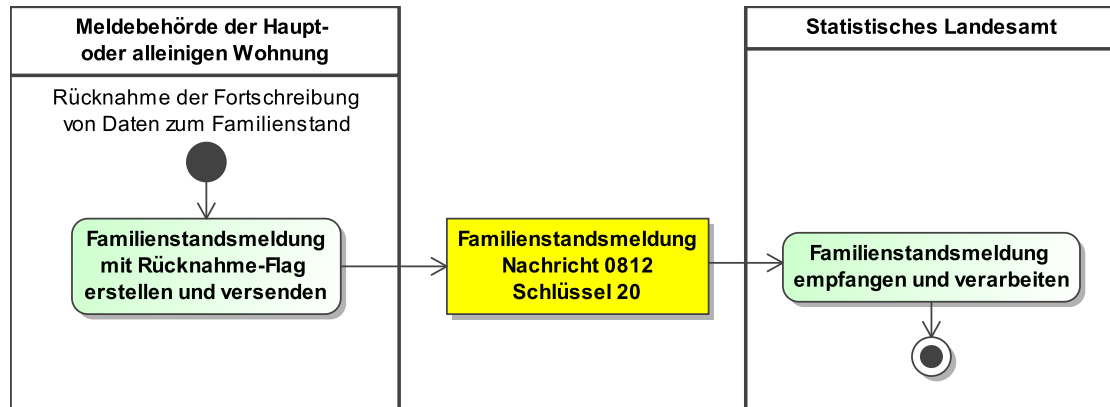 Meldebehörde der Haupt-
oder alleinigen Wohnung
Statistisches Landesamt
Rücknahme der Fortschreibung
von Daten zum Familienstand
Familienstandsmeldung
mit Rücknahme-Flag
erstellen und versenden
Familienstandsmeldung
Nachricht 0812
Schlüssel 20
Familienstandsmeldung
empfangen und verarbeiten